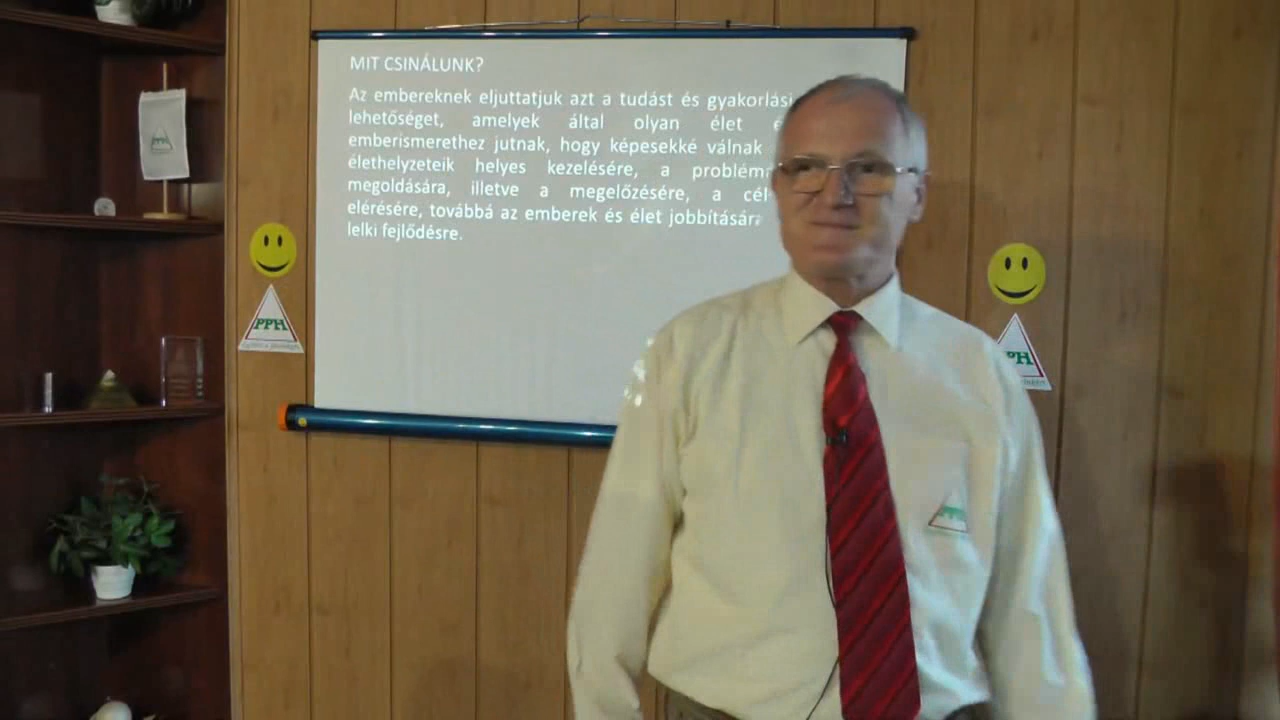 MIT CSINÁLUNK?
Az embereknek eljuttatjuk azt a tudást és gyakorlási
lehetőséget, amelyek által olyan élet
emberismerethez jutnak, hogy képesekké válnak
élethelyzeteik helyes kezelésére, a
megoldására, illetve a megelőzésére, a
elérésére, továbbá az emberek és élet
lelki fejlődésre.
PPH
PPH